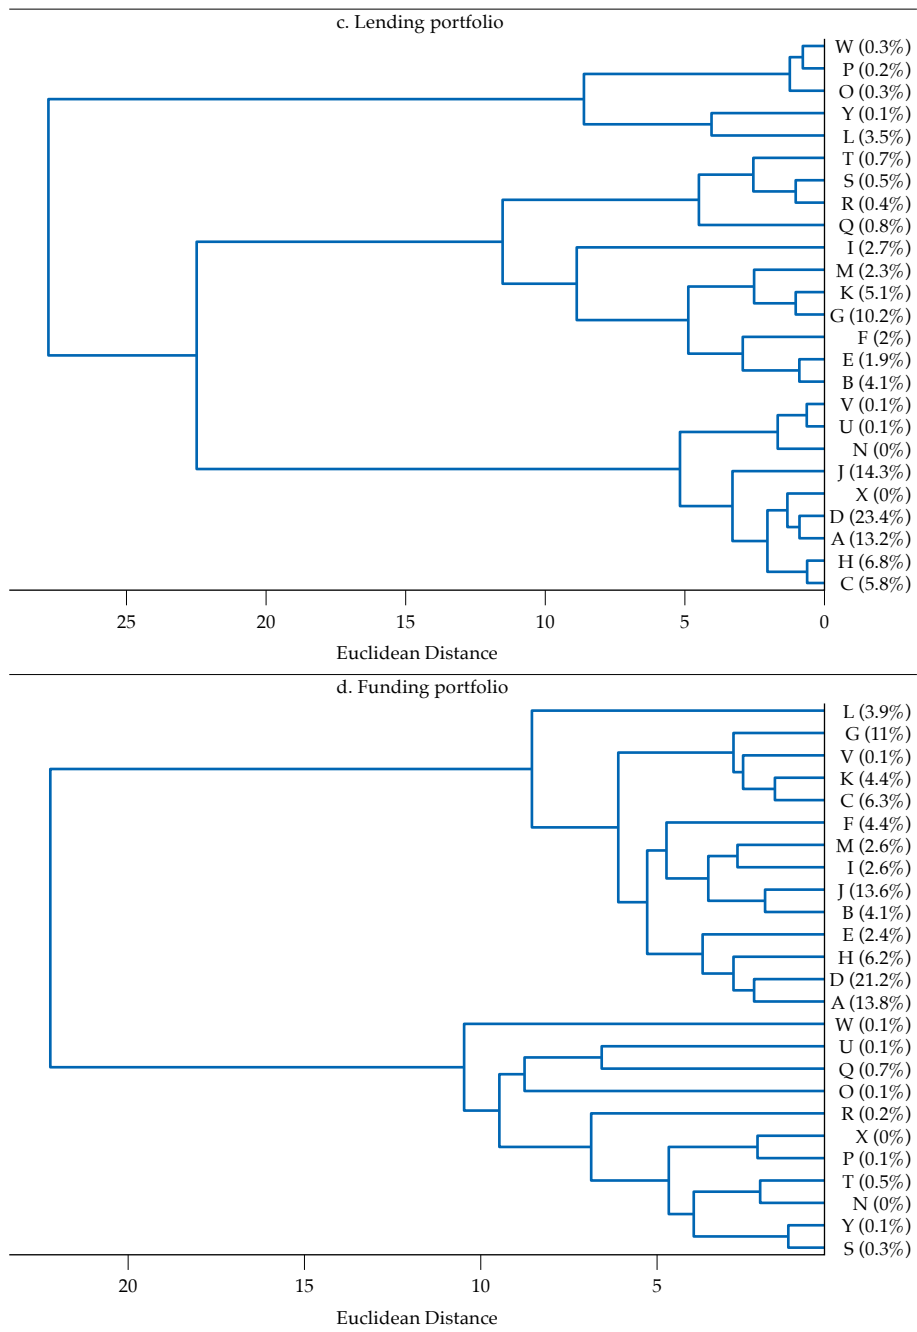 c. Lending portfolio
W (0.3%)
P (0.2%)
O (0.3%)
Y (0.1%)
L (3.5%)
T (0.7%)
S (0.5%)
R (0.4%)
Q (0.8%)
I (2.7%)
M (2.3%)
K (5.1%)
G (10.2%)
F (2%)
E (1.9%)
B (4.1%)
V (0.1%)
U (0.1%)
N (0%)
J (14.3%)
X (0%)
D (23.4%)
A (13.2%)
H (6.8%)
C (5.8%)
25 20 15 10 5 0
Euclidean Distance
d. Funding portfolio
L (3.9%)
G (11%)
V (0.1%)
K (4.4%)
C (6.3%)
F (4.4%)
M (2.6%)
I (2.6%)
J (13.6%)
B (4.1%)
E (2.4%)
H (6.2%)
D (21.2%)
A (13.8%)
W (0.1%)
U (0.1%)
Q (0.7%)
O (0.1%)
R (0.2%)
X (0%)
P (0.1%)
T (0.5%)
N (0%)
Y (0.1%)
S (0.3%)
20 15 10 5
Euclidean Distance